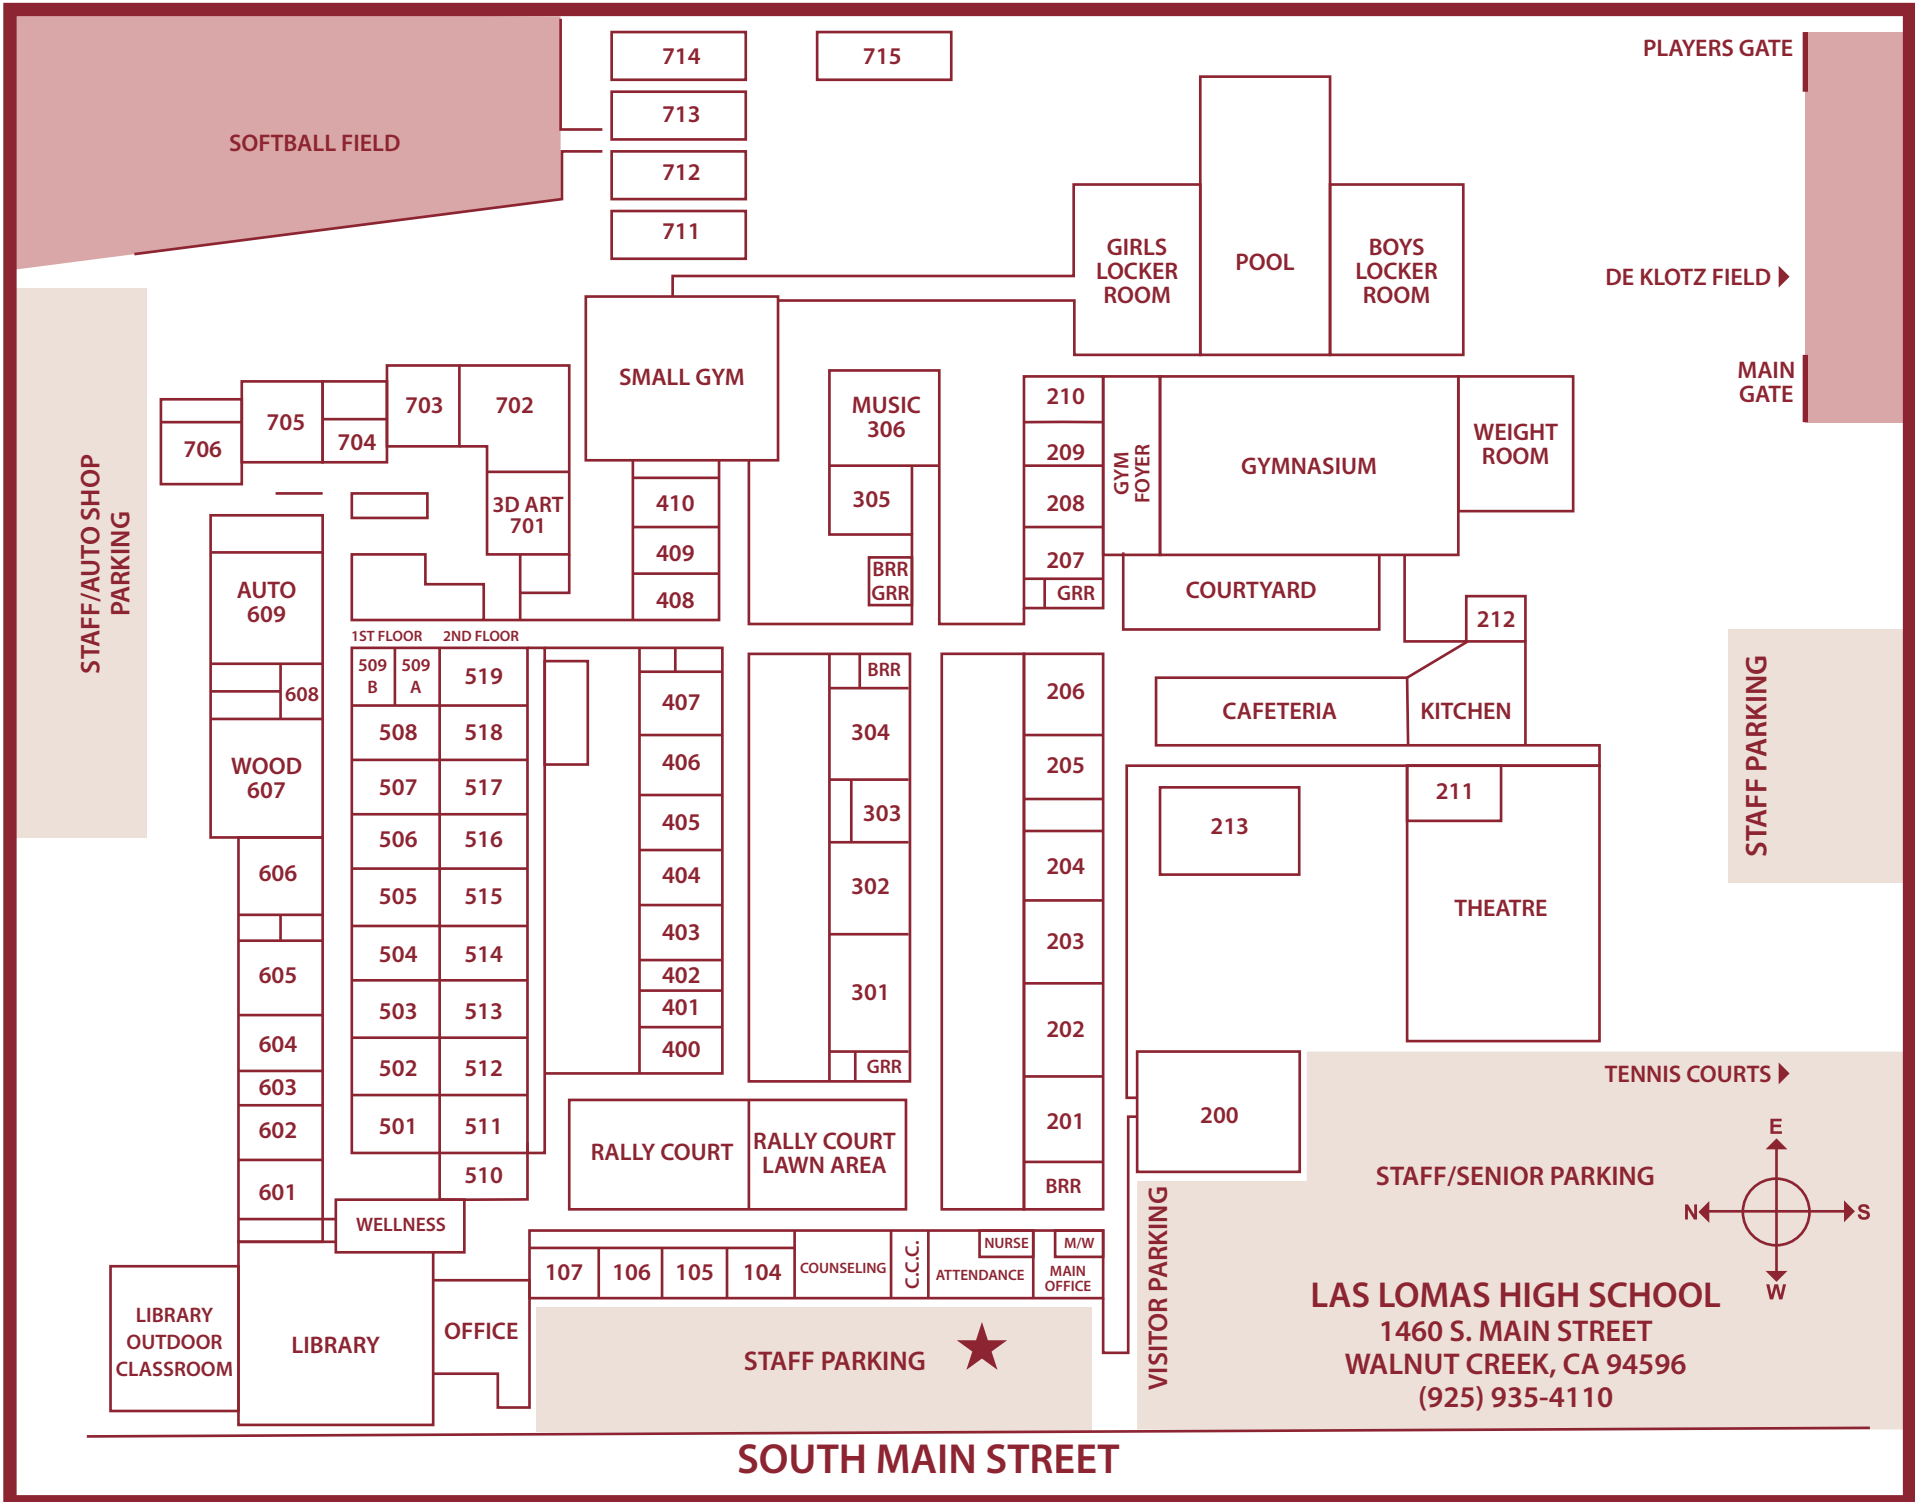 714
715
PLAYERS GATE
713
SOFTBALL FIELD
712
711
GIRLS
LOCKER
ROOM
POOL
BOYS
LOCKER
ROOM
DE KLOTZ FIELD
SMALL GYM
MAIN
GATE
706
705
704
703
702
3D ART
701
MUSIC
306
305
BRR
GRR
210
209
208
207
GRR
GYM
FOYER
GYMNASIUM
WEIGHT
ROOM
COURTYARD
212
410
409
408
STAFF/AUTO SHOP
PARKING
AUTO
609
608
WOOD
607
606
605
604
603
602
601
1ST FLOOR
2ND FLOOR
509
B
509
A
519
508
518
507
517
506
516
505
515
504
514
503
513
502
512
501
511
510
407
406
405
404
403
402
401
400
BRR
304
303
302
301
GRR
206
205
204
203
202
201
BRR
CAFETERIA
KITCHEN
STAFF PARKING
213
211
THEATRE
200
TENNIS COURTS
RALLY COURT
RALLY COURT
LAWN AREA
STAFF/SENIOR PARKING
E
N
S
W
WELLNESS
107
106
105
104
COUNSELING
C.C.C.
NURSE
ATTENDANCE
M/W
MAIN
OFFICE
VISITOR PARKING
LIBRARY
OUTDOOR
CLASSROOM
LIBRARY
OFFICE
STAFF PARKING
LAS LOMAS HIGH SCHOOL
1460 S. MAIN STREET
WALNUT CREEK, CA 94596
(925) 935-4110
SOUTH MAIN STREET